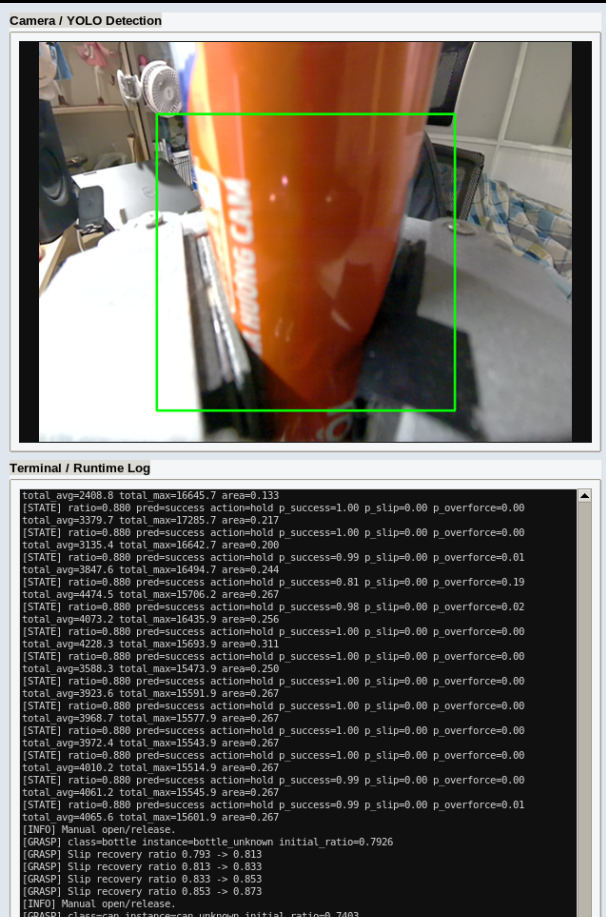 Camera / YOLO Detection
HƯƠNG CAM
Terminal / Runtime Log
total_avg=2408.8 total_max=16645.7 area=0.133
[STATE] ratio=0.880 pred=success action=hold p_success=1.00 p_slip=0.00 p_overforce=0.00
total_avg=3379.7 total_max=17285.7 area=0.217
[STATE] ratio=0.880 pred=success action=hold p_success=1.00 p_slip=0.00 p_overforce=0.00
total_avg=3135.4 total_max=16642.7 area=0.200
[STATE] ratio=0.880 pred=success action=hold p_success=0.99 p_slip=0.00 p_overforce=0.01
total_avg=3847.6 total_max=16494.7 area=0.244
[STATE] ratio=0.880 pred=success action=hold p_success=0.81 p_slip=0.00 p_overforce=0.19
total_avg=4474.5 total_max=15706.2 area=0.267
[STATE] ratio=0.880 pred=success action=hold p_success=0.98 p_slip=0.00 p_overforce=0.02
total_avg=4073.2 total_max=16435.9 area=0.256
[STATE] ratio=0.880 pred=success action=hold p_success=1.00 p_slip=0.00 p_overforce=0.00
total_avg=4228.3 total_max=15693.9 area=0.311
[STATE] ratio=0.880 pred=success action=hold p_success=1.00 p_slip=0.00 p_overforce=0.00
total_avg=3588.3 total_max=15473.9 area=0.250
[STATE] ratio=0.880 pred=success action=hold p_success=1.00 p_slip=0.00 p_overforce=0.00
total_avg=3923.6 total_max=15591.9 area=0.267
[STATE] ratio=0.880 pred=success action=hold p_success=1.00 p_slip=0.00 p_overforce=0.00
total_avg=3968.7 total_max=15577.9 area=0.267
[STATE] ratio=0.880 pred=success action=hold p_success=1.00 p_slip=0.00 p_overforce=0.00
total_avg=3972.4 total_max=15543.9 area=0.267
[STATE] ratio=0.880 pred=success action=hold p_success=1.00 p_slip=0.00 p_overforce=0.00
total_avg=4010.2 total_max=15514.9 area=0.267
[STATE] ratio=0.880 pred=success action=hold p_success=0.99 p_slip=0.00 p_overforce=0.00
total_avg=4061.2 total_max=15545.9 area=0.267
[STATE] ratio=0.880 pred=success action=hold p_success=0.99 p_slip=0.00 p_overforce=0.01
total_avg=4065.6 total_max=15601.9 area=0.267
[INFO] Manual open/release.
[GRASP] class=bottle instance=bottle_unknown initial_ratio=0.7926
[GRASP] Slip recovery ratio 0.793 -> 0.813
[GRASP] Slip recovery ratio 0.813 -> 0.833
[GRASP] Slip recovery ratio 0.833 -> 0.853
[GRASP] Slip recovery ratio 0.853 -> 0.873
[INFO] Manual open/release.
[GRASP] class=can instance=can_unknown initial_ratio=0.7403